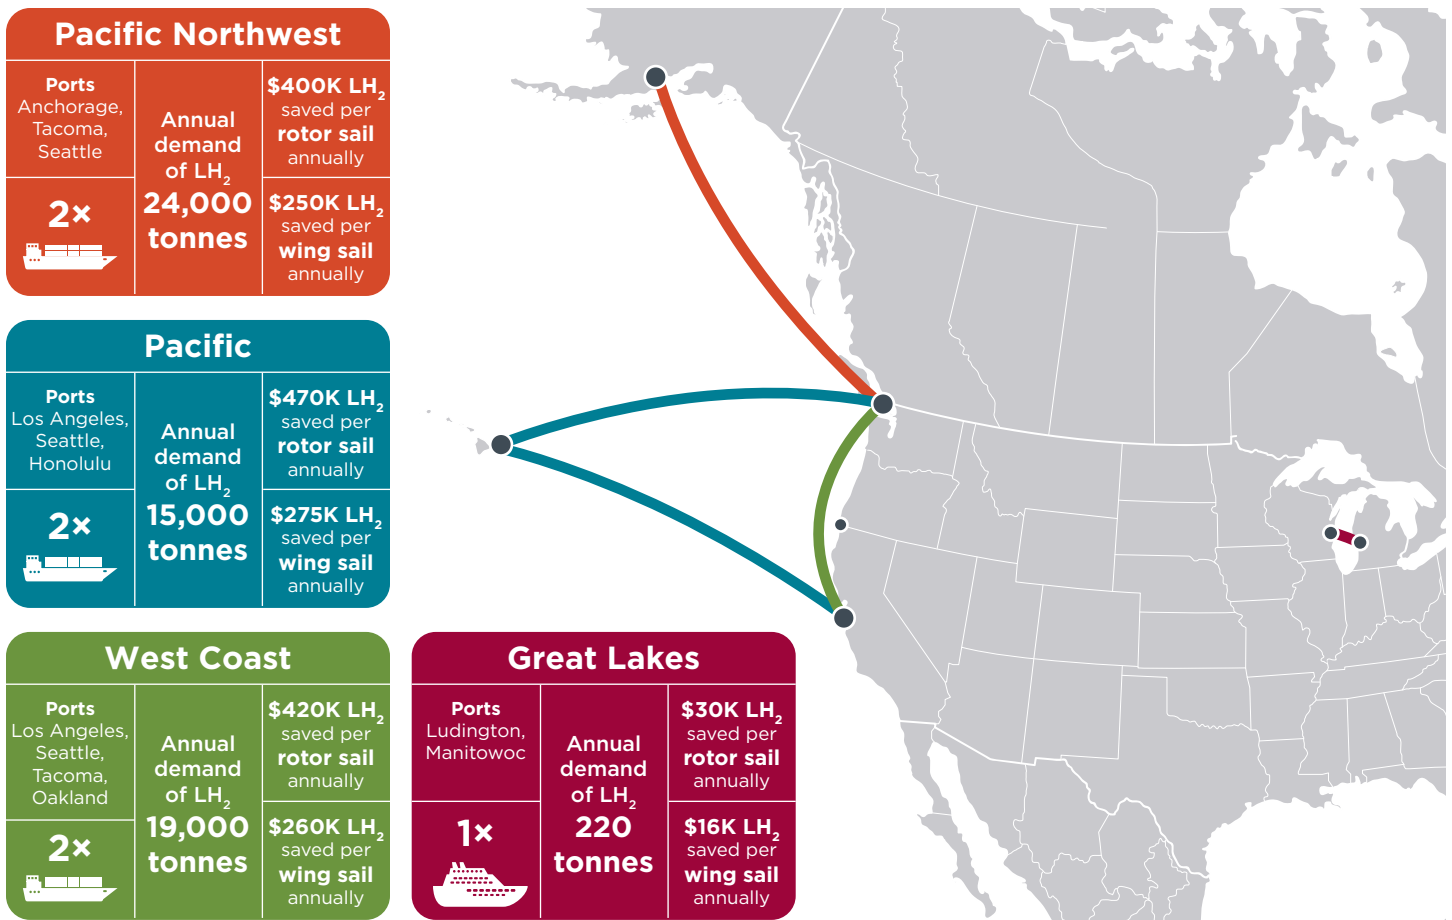 Pacific Northwest
Ports
Anchorage,
Tacoma,
Seattle
2×
Annual
demand
of LH₂
24,000
tonnes
$400K LH₂
saved per
rotor sail
annually
$250K LH₂
saved per
wing sail
annually
Pacific
Ports
Los Angeles,
Seattle,
Honolulu
2×
Annual
demand
of LH₂
15,000
tonnes
$470K LH₂
saved per
rotor sail
annually
$275K LH₂
saved per
wing sail
annually
West Coast
Ports
Los Angeles,
Seattle,
Tacoma,
Oakland
2×
Annual
demand
of LH₂
19,000
tonnes
$420K LH₂
saved per
rotor sail
annually
$260K LH₂
saved per
wing sail
annually
Great Lakes
Ports
Ludington,
Manitowoc
1×
Annual
demand
of LH₂
220
tonnes
$30K LH₂
saved per
rotor sail
annually
$16K LH₂
saved per
wing sail
annually